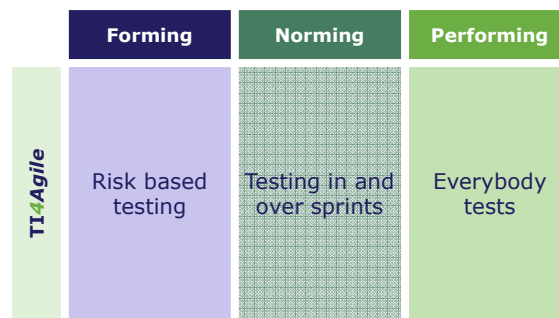 Forming
Norming
Performing
TI4Agile
Risk based
testing
Testing in and
over sprints
Everybody
tests